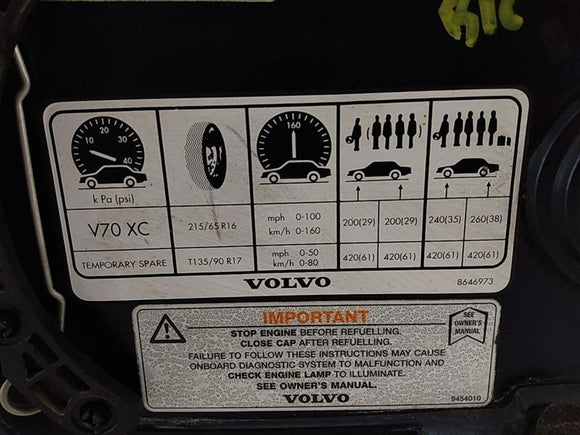 10
20
30
40
160
k Pa (psi)
V70 XC 215/65 R16 mph 0-100 200(29) 200(29) 240(35) 260(38)
km/h 0-160
TEMPORARY SPARE T135/90 R17 mph 0-50 420(61) 420(61) 420(61) 420(61)
km/h 0-80
VOLVO 8646973
IMPORTANT
STOP ENGINE BEFORE REFUELLING.
CLOSE CAP AFTER REFUELLING.
FAILURE TO FOLLOW THESE INSTRUCTIONS MAY CAUSE
ONBOARD DIAGNOSTIC SYSTEM TO MALFUNCTION AND
CHECK ENGINE LAMP TO ILLUMINATE.
SEE OWNER'S MANUAL.
VOLVO 9454010
SEE
OWNER'S
MANUAL